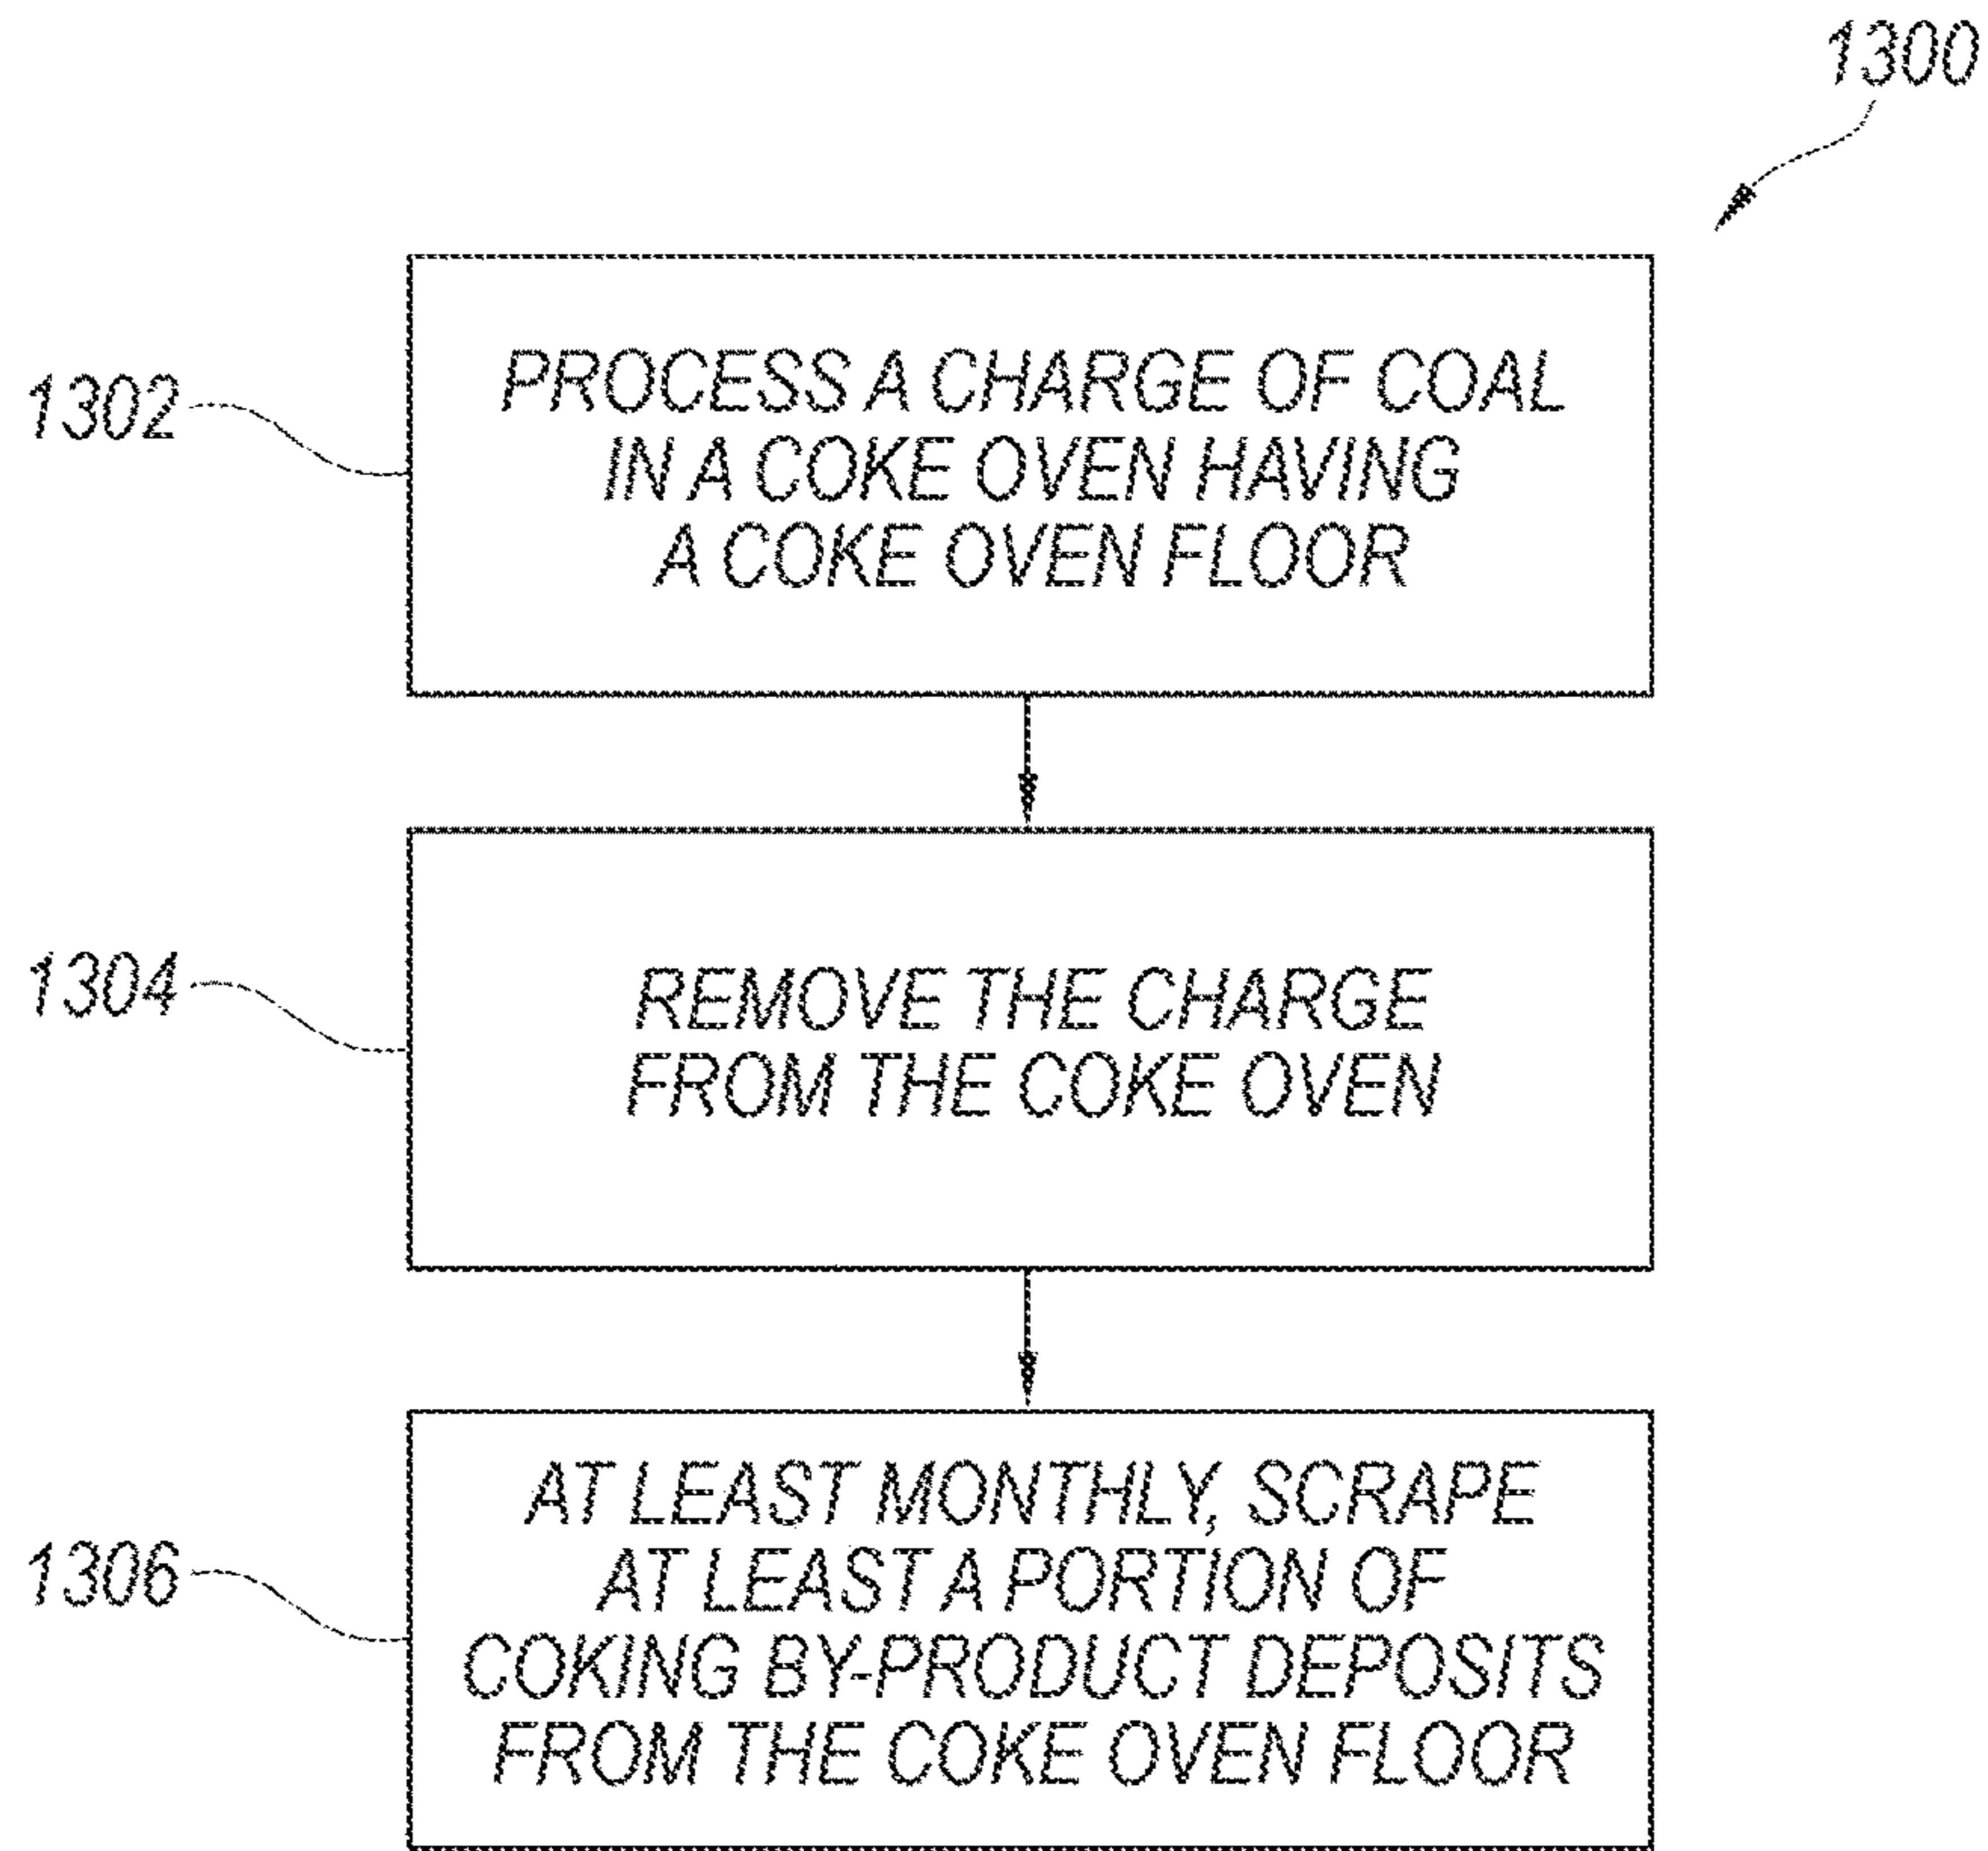 1300
1302
PROCESS A CHARGE OF COAL
IN A COKE OVEN HAVING
A COKE OVEN FLOOR
1304
REMOVE THE CHARGE
FROM THE COKE OVEN
1306
AT LEAST MONTHLY, SCRAPE
AT LEAST A PORTION OF
COKING BY-PRODUCT DEPOSITS
FROM THE COKE OVEN FLOOR